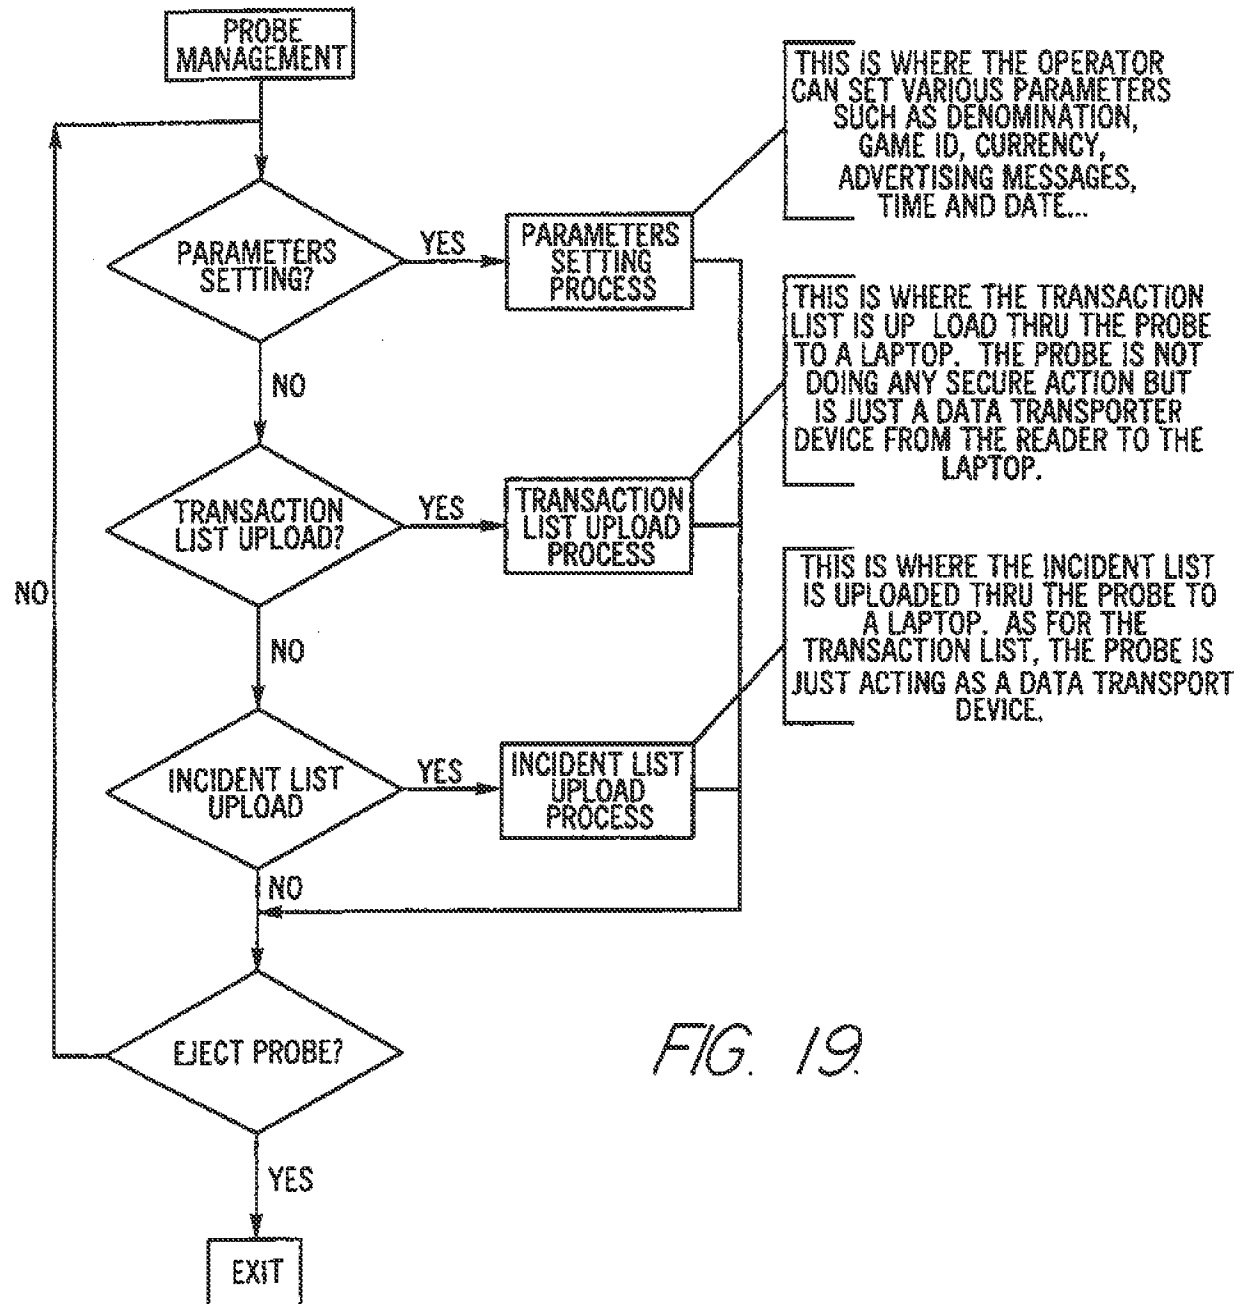 PROBE
MANAGEMENT
THIS IS WHERE THE OPERATOR
CAN SET VARIOUS PARAMETERS
SUCH AS DENOMINATION,
GAME ID, CURRENCY,
ADVERTISING MESSAGES,
TIME AND DATE...
PARAMETERS
SETTING?
YES
PARAMETERS
SETTING
PROCESS
THIS IS WHERE THE TRANSACTION
LIST IS UP LOAD THRU THE PROBE
TO A LAPTOP. THE PROBE IS NOT
DOING ANY SECURE ACTION BUT
IS JUST A DATA TRANSPORTER
DEVICE FROM THE READER TO THE
LAPTOP.
NO
TRANSACTION
LIST UPLOAD?
YES
TRANSACTION
LIST UPLOAD
PROCESS
THIS IS WHERE THE INCIDENT LIST
IS UPLOADED THRU THE PROBE TO
A LAPTOP. AS FOR THE
TRANSACTION LIST, THE PROBE IS
JUST ACTING AS A DATA TRANSPORT
DEVICE.
NO
NO
INCIDENT LIST
UPLOAD
YES
INCIDENT LIST
UPLOAD
PROCESS
NO
EJECT PROBE?
FIG. 19.
YES
EXIT